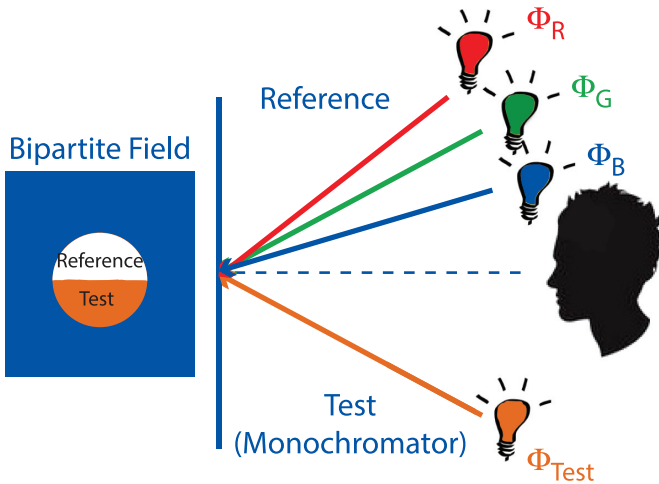 ΦR
Reference
ΦG
Bipartite Field
ΦB
Reference
Test
Test
(Monochromator)
ΦTest